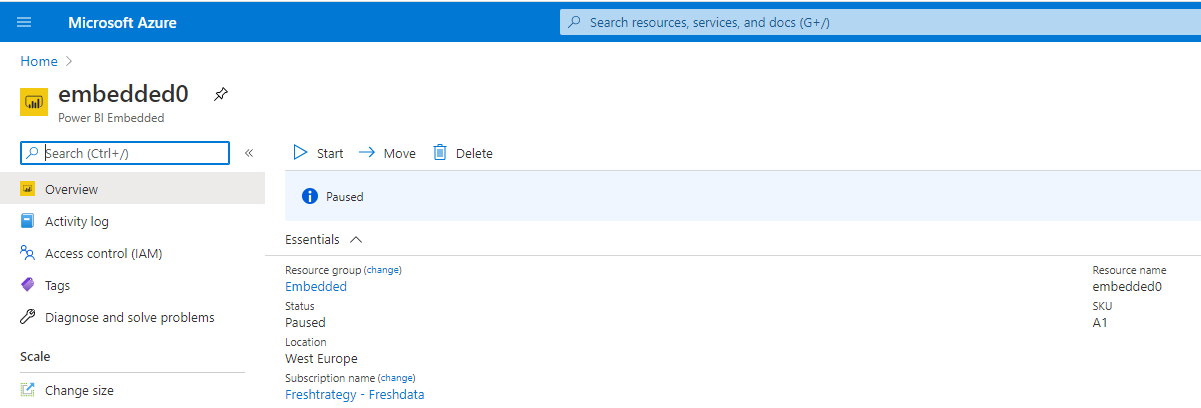 Microsoft Azure
Search resources, services, and docs (G+/)
Home
embedded0
Power BI Embedded
Search (Ctrl+/)
Start Move Delete
Overview
Paused
Activity log
Access control (IAM)
Tags
Diagnose and solve problems
Scale
Change size
Essentials
Resource group (change)
Embedded
Status
Paused
Location
West Europe
Subscription name (change)
Freshtrategy - Freshdata
Resource name
embedded0
SKU
A1